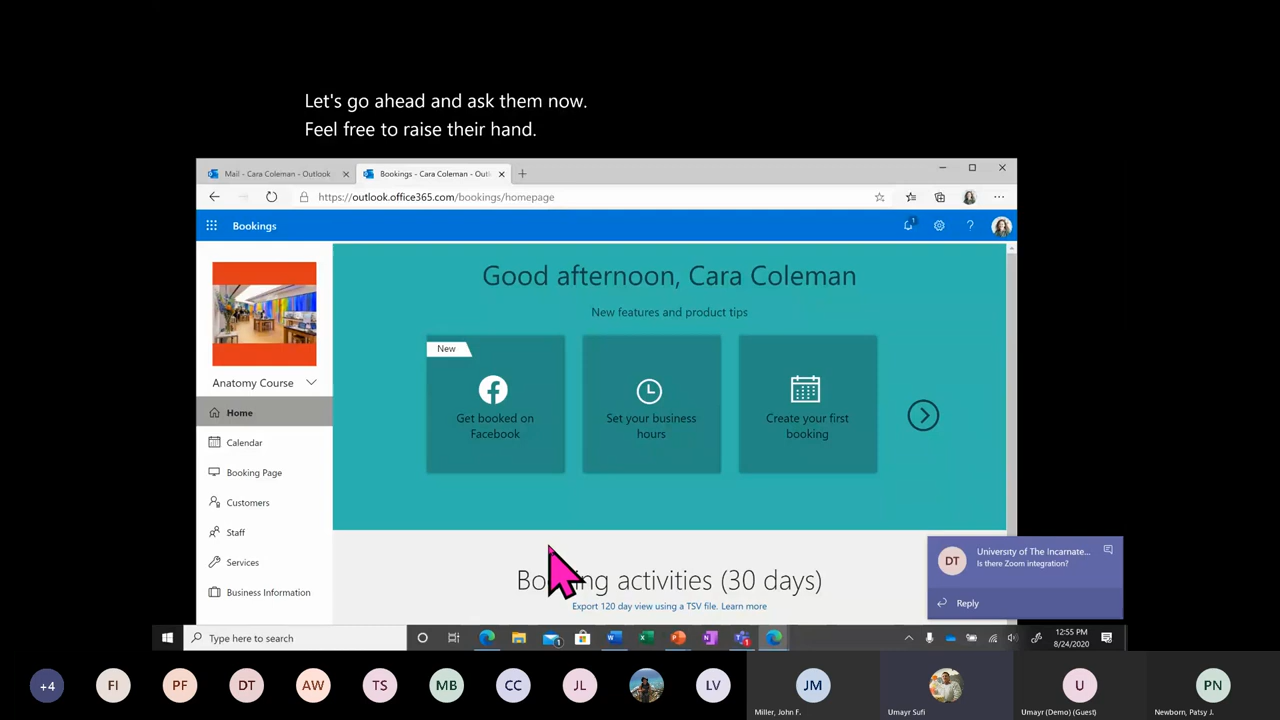 Let's go ahead and ask them now.
Feel free to raise their hand.
Mail - Cara Coleman - Outlook
Bookings - Cara Coleman - Outl
https://outlook.office365.com/bookings/homepage
Bookings
1
?
Good afternoon, Cara Coleman
New features and product tips
Anatomy Course
New
Get booked on
Facebook
Set your business
hours
Create your first
booking
Home
Calendar
Booking Page
Customers
Staff
Services
Business Information
activities (30 days)
Export 120 day view using a TSV file. Learn more
DT
University of The Incarnate...
Is there Zoom integration?
Reply
Type here to search
12:55 PM
8/24/2020
+4
FI
PF
DT
AW
TS
MB
CC
JL
LV
JM
Miller, John F.
Umayr Sufi
U
Umayr (Demo) (Guest)
PN
Newborn, Patsy J.